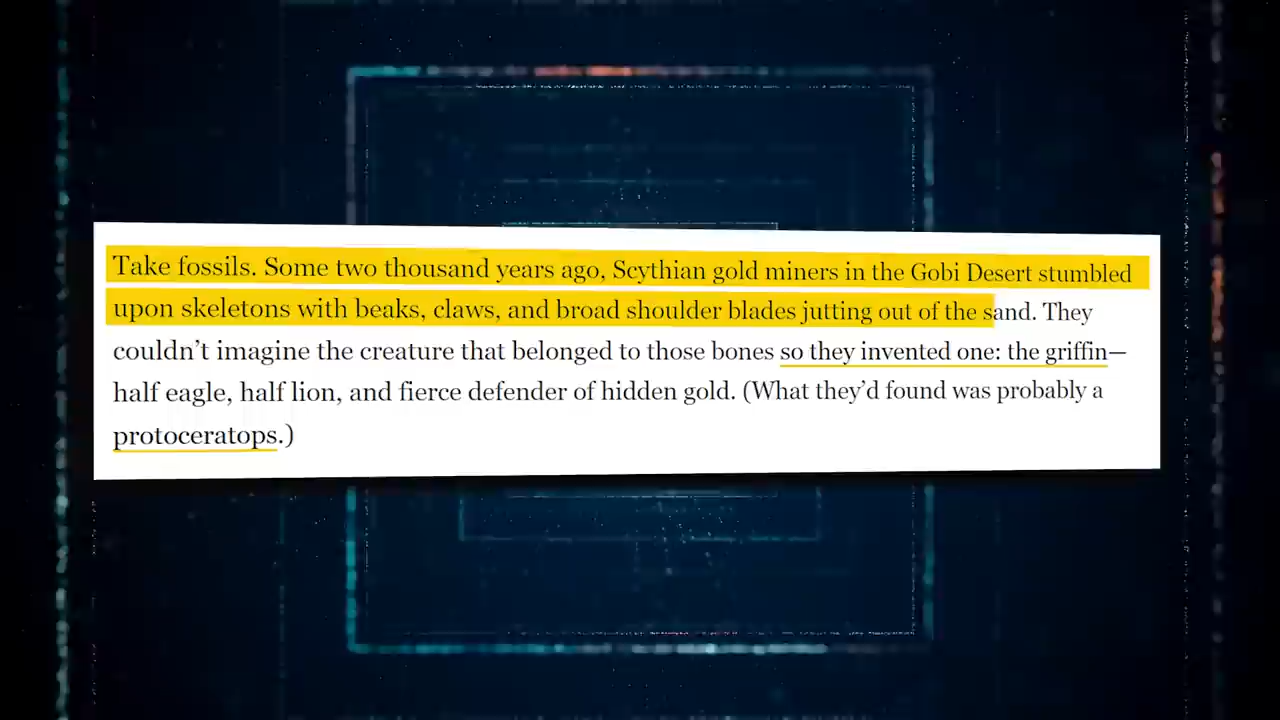 Take fossils. Some two thousand years ago, Scythian gold miners in the Gobi Desert stumbled
upon skeletons with beaks, claws, and broad shoulder blades jutting out of the sand. They
couldn’t imagine the creature that belonged to those bones so they invented one: the griffin—
half eagle, half lion, and fierce defender of hidden gold. (What they’d found was probably a
protoceratops.)